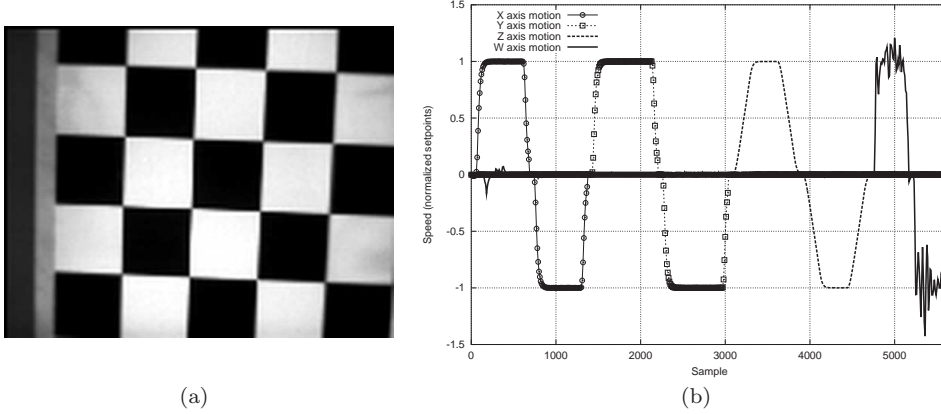 X axis motion
Y axis motion
Z axis motion
W axis motion
1.5
1
0.5
0
-0.5
-1
-1.5
Speed (normalized setpoints)
0 1000 2000 3000 4000 5000
Sample
(a) (b)